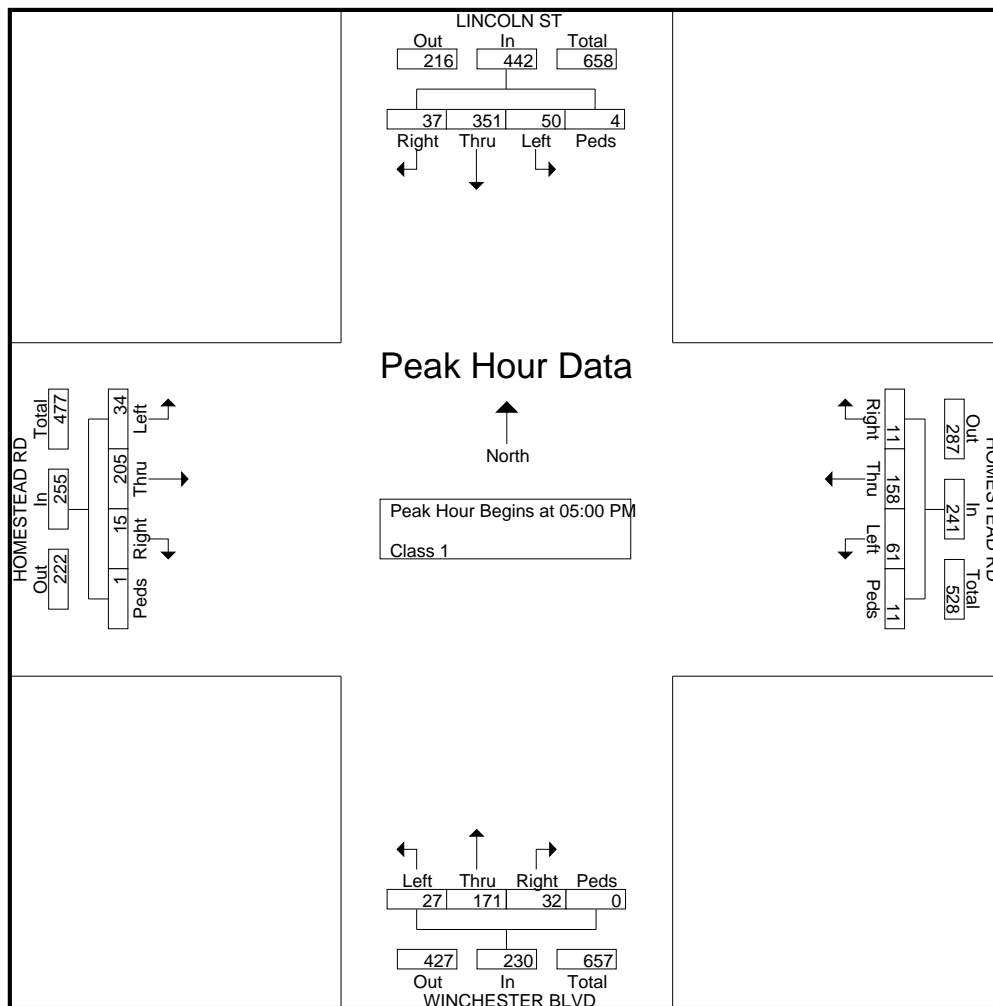 LINCOLN ST
Out In Total
216 442 658
37 351 50 4
Right Thru Left Peds
Peak Hour Data
North
Peak Hour Begins at 05:00 PM
Class 1
HOMESTEAD RD
Total In Out
477 255 222
34 205 15 1
Left Thru Right Peds
Right Thru Left Peds
11 158 61 11
Out In Total
287 241 528
HOMESTEAD RD
Left Thru Right Peds
27 171 32 0
427 230 657
Out In Total
WINCHESTER BLVD